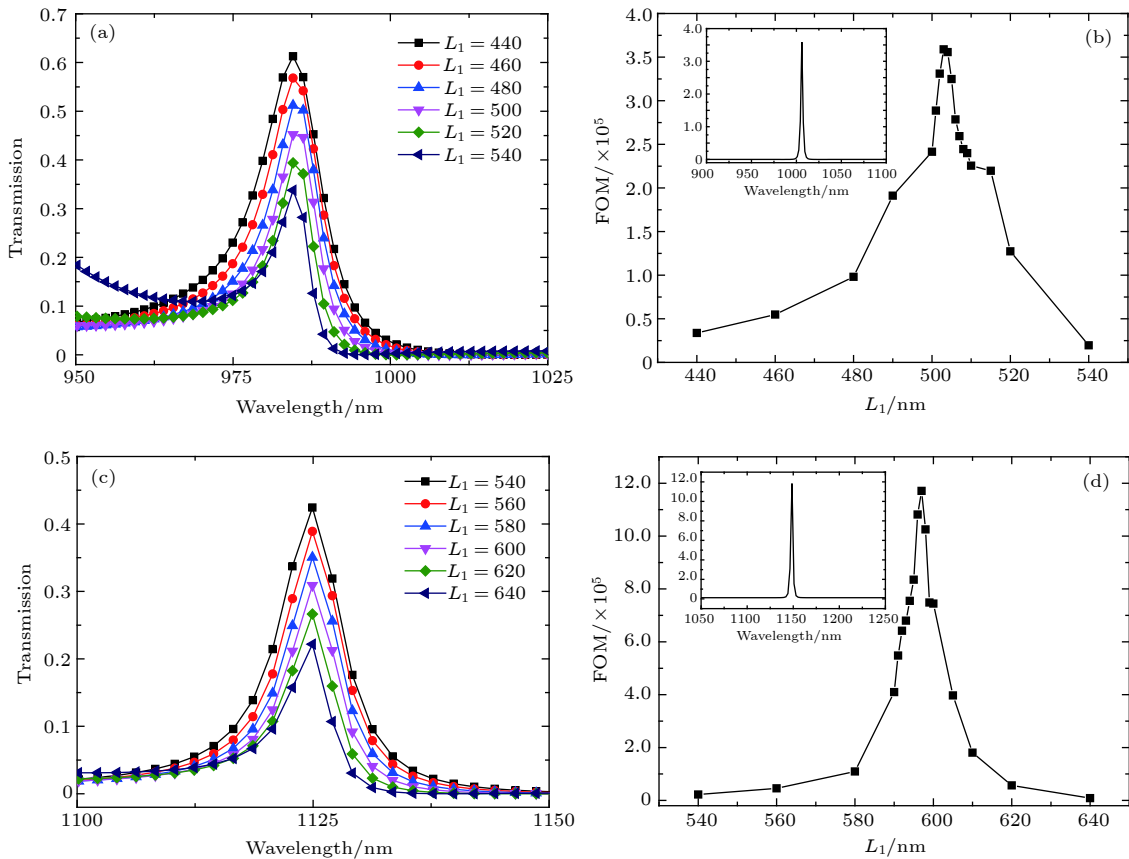 (a)
0.7
0.6
0.5
0.4
0.3
0.2
0.1
0
Transmission
L₁ = 440
L₁ = 460
L₁ = 480
L₁ = 500
L₁ = 520
L₁ = 540
950 975 1000 1025
Wavelength/nm
(b)
4.0
3.5
3.0
2.5
2.0
1.5
1.0
0.5
0
FOM/×10⁵
4.0
3.0
2.0
1.0
0
900 950 1000 1050 1100
Wavelength/nm
440 460 480 500 520 540
L₁/nm
(c)
0.5
0.4
0.3
0.2
0.1
0
Transmission
L₁ = 540
L₁ = 560
L₁ = 580
L₁ = 600
L₁ = 620
L₁ = 640
1100 1125 1150
Wavelength/nm
(d)
12.0
10.0
8.0
6.0
4.0
2.0
0
FOM/×10⁵
12.0
10.0
8.0
6.0
4.0
2.0
0
1050 1100 1150 1200 1250
Wavelength/nm
540 560 580 600 620 640
L₁/nm